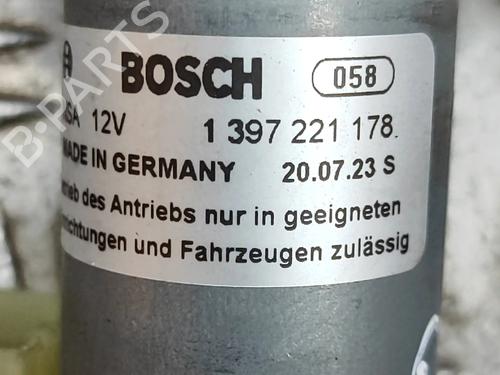 BOSCH 058
12V 1 397 221 178
MADE IN GERMANY 20.07.23 S
des Antriebs nur in geeigneten
und Fahrzeugen zulässig
B-PARTS